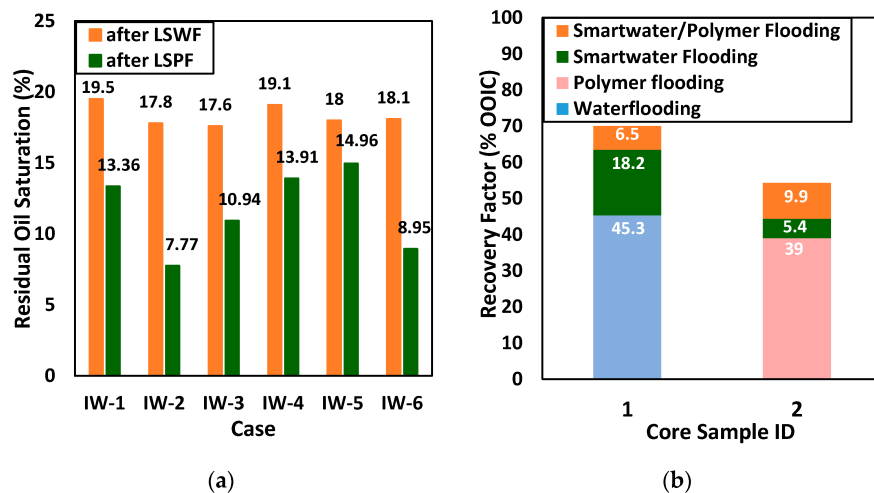 25
20
15
10
5
0
Residual Oil Saturation (%)
after LSWF
after LSPF
19.5
13.36
17.8
7.77
17.6
10.94
19.1
13.91
18
14.96
18.1
8.95
IW-1 IW-2 IW-3 IW-4 IW-5 IW-6
Case
(a)
100
90
80
70
60
50
40
30
20
10
0
Recovery Factor (% OOIC)
Smartwater/Polymer Flooding
Smartwater Flooding
Polymer flooding
Waterflooding
6.5
18.2
45.3
9.9
5.4
39
1 2
Core Sample ID
(b)